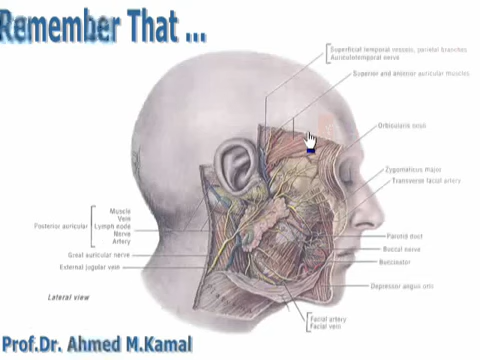 Remember That ...
Superficial temporal vessels, parietal branches
Auriculotemporal nerve
Superior and anterior auricular muscles
Orbicularis oculi
Zygomaticus major
Transverse facial artery
Posterior auricular
Muscle
Vein
Lymph node
Nerve
Artery
Great auricular nerve
External jugular vein
Parotid duct
Buccal nerve
Buccinator
Depressor anguli oris
Lateral view
Facial artery
Facial vein
Prof.Dr. Ahmed M.Kamal